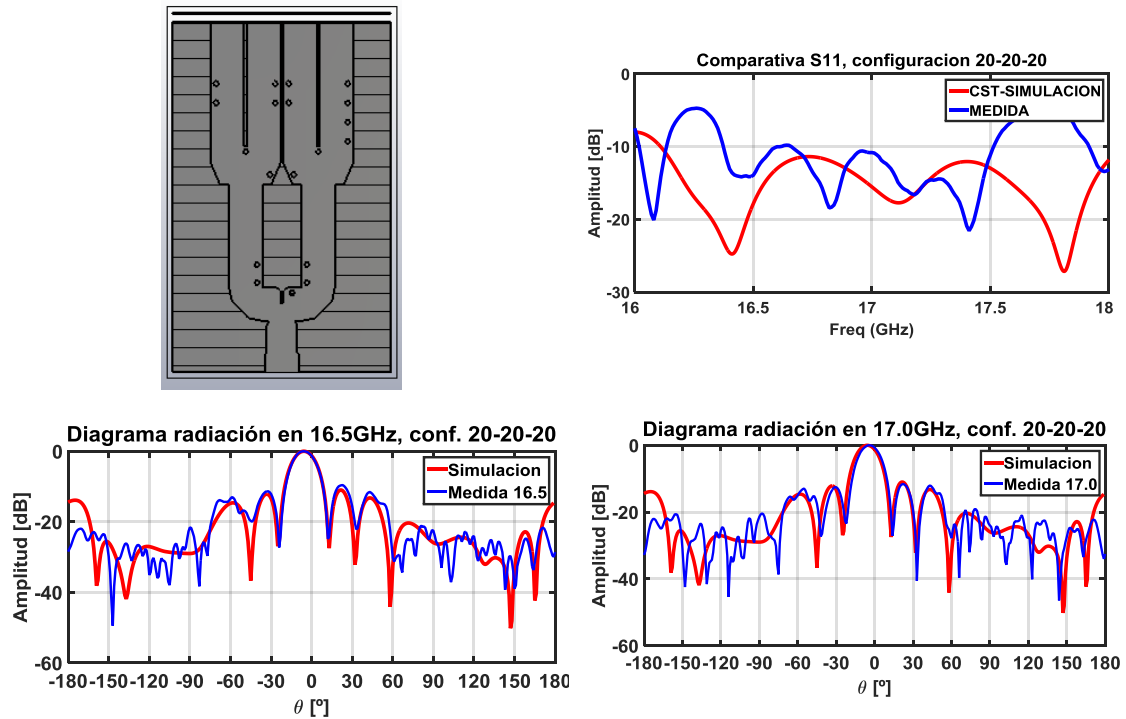 Comparativa S11, configuracion 20-20-20
CST-SIMULACION
MEDIDA
Amplitud [dB]
0
-10
-20
-30
16
16.5
17
17.5
18
Freq (GHz)
Diagrama radiación en 16.5GHz, conf. 20-20-20
Simulacion
Medida 16.5
Amplitud [dB]
0
-20
-40
-60
-180 -150 -120 -90 -60 -30 0 30 60 90 120 150 180
θ [º]
Diagrama radiación en 17.0GHz, conf. 20-20-20
Simulacion
Medida 17.0
Amplitud [dB]
0
-20
-40
-60
-180 -150 -120 -90 -60 -30 0 30 60 90 120 150 180
θ [º]